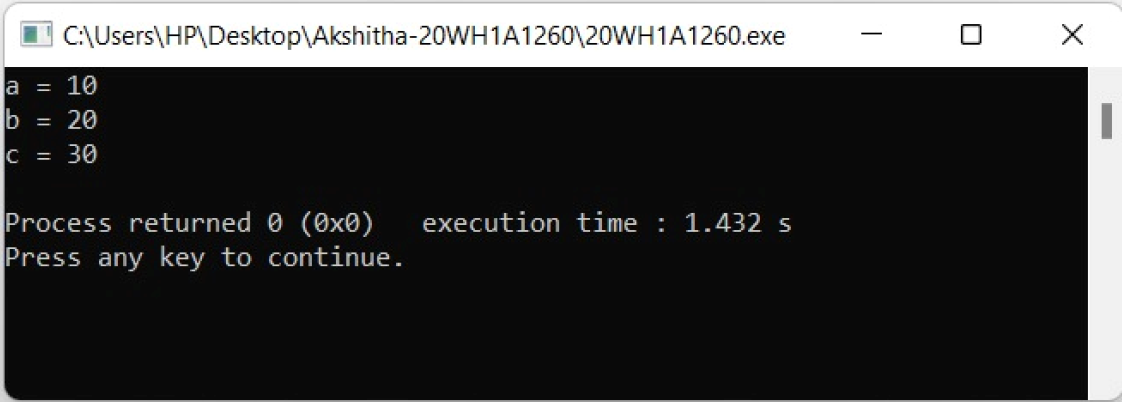 C:\Users\HP\Desktop\Akshitha-20WH1A1260\20WH1A1260.exe
a = 10
b = 20
c = 30
Process returned 0 (0x0)   execution time : 1.432 s
Press any key to continue.